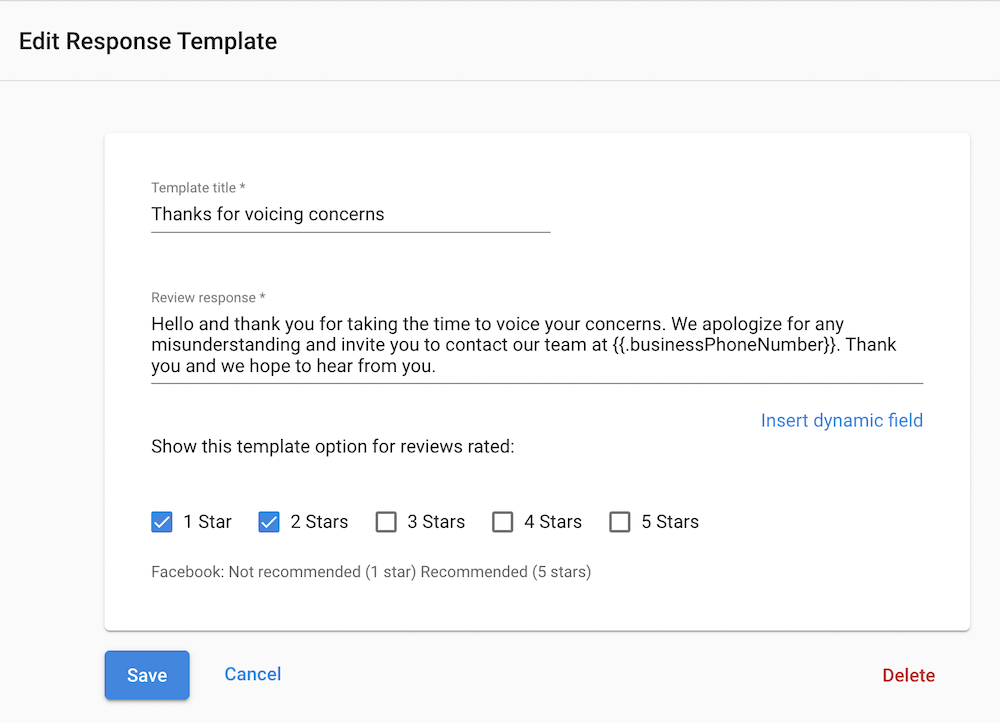 Edit Response Template
Template title *
Thanks for voicing concerns
Review response *
Hello and thank you for taking the time to voice your concerns. We apologize for any
misunderstanding and invite you to contact our team at {{.businessPhoneNumber}}. Thank
you and we hope to hear from you.
Insert dynamic field
Show this template option for reviews rated:
1 Star 2 Stars 3 Stars 4 Stars 5 Stars
Facebook: Not recommended (1 star) Recommended (5 stars)
Save Cancel Delete